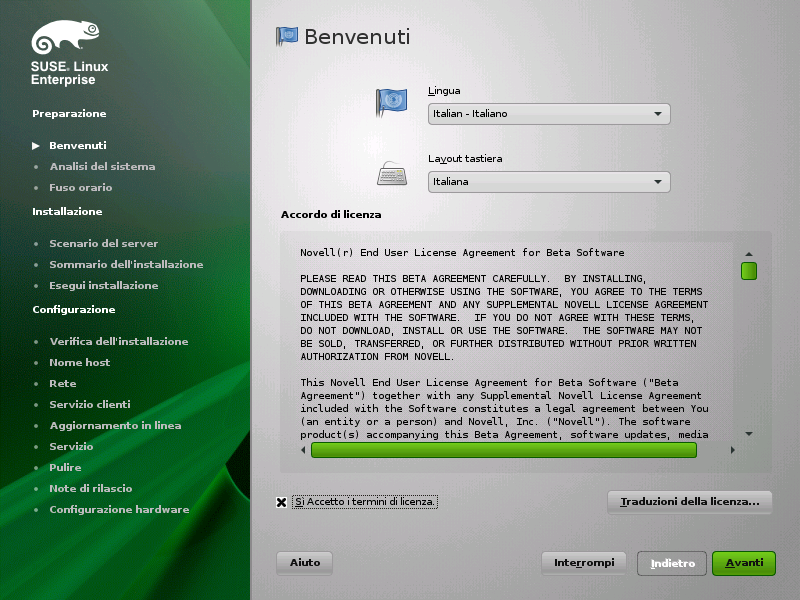 SUSE. Linux
Enterprise
Preparazione
Benvenuti
Analisi del sistema
Fuso orario
Installazione
Scenario del server
Sommario dell'installazione
Esegui installazione
Configurazione
Verifica dell'installazione
Nome host
Rete
Servizio clienti
Aggiornamento in linea
Servizio
Pulire
Note di rilascio
Configurazione hardware
Benvenuti
Lingua
Italian - Italiano
Layout tastiera
Italiana
Accordo di licenza
Novell(r) End User License Agreement for Beta Software
PLEASE READ THIS BETA AGREEMENT CAREFULLY.  BY INSTALLING,
DOWNLOADING OR OTHERWISE USING THE SOFTWARE, YOU AGREE TO THE TERMS
OF THIS BETA AGREEMENT AND ANY SUPPLEMENTAL NOVELL LICENSE AGREEMENT
INCLUDED WITH THE SOFTWARE.  IF YOU DO NOT AGREE WITH THESE TERMS,
DO NOT DOWNLOAD, INSTALL OR USE THE SOFTWARE.  THE SOFTWARE MAY NOT
BE SOLD, TRANSFERRED, OR FURTHER DISTRIBUTED WITHOUT PRIOR WRITTEN
AUTHORIZATION FROM NOVELL.
This Novell End User License Agreement for Beta Software ("Beta
Agreement") together with any Supplemental Novell License Agreement
included with the Software constitutes a legal agreement between You
(an entity or a person) and Novell, Inc. ("Novell"). The software
product(s) accompanying this Beta Agreement, software updates, media
Sì Accetto i termini di licenza.
Traduzioni della licenza...
Aiuto
Interrompi
Indietro
Avanti